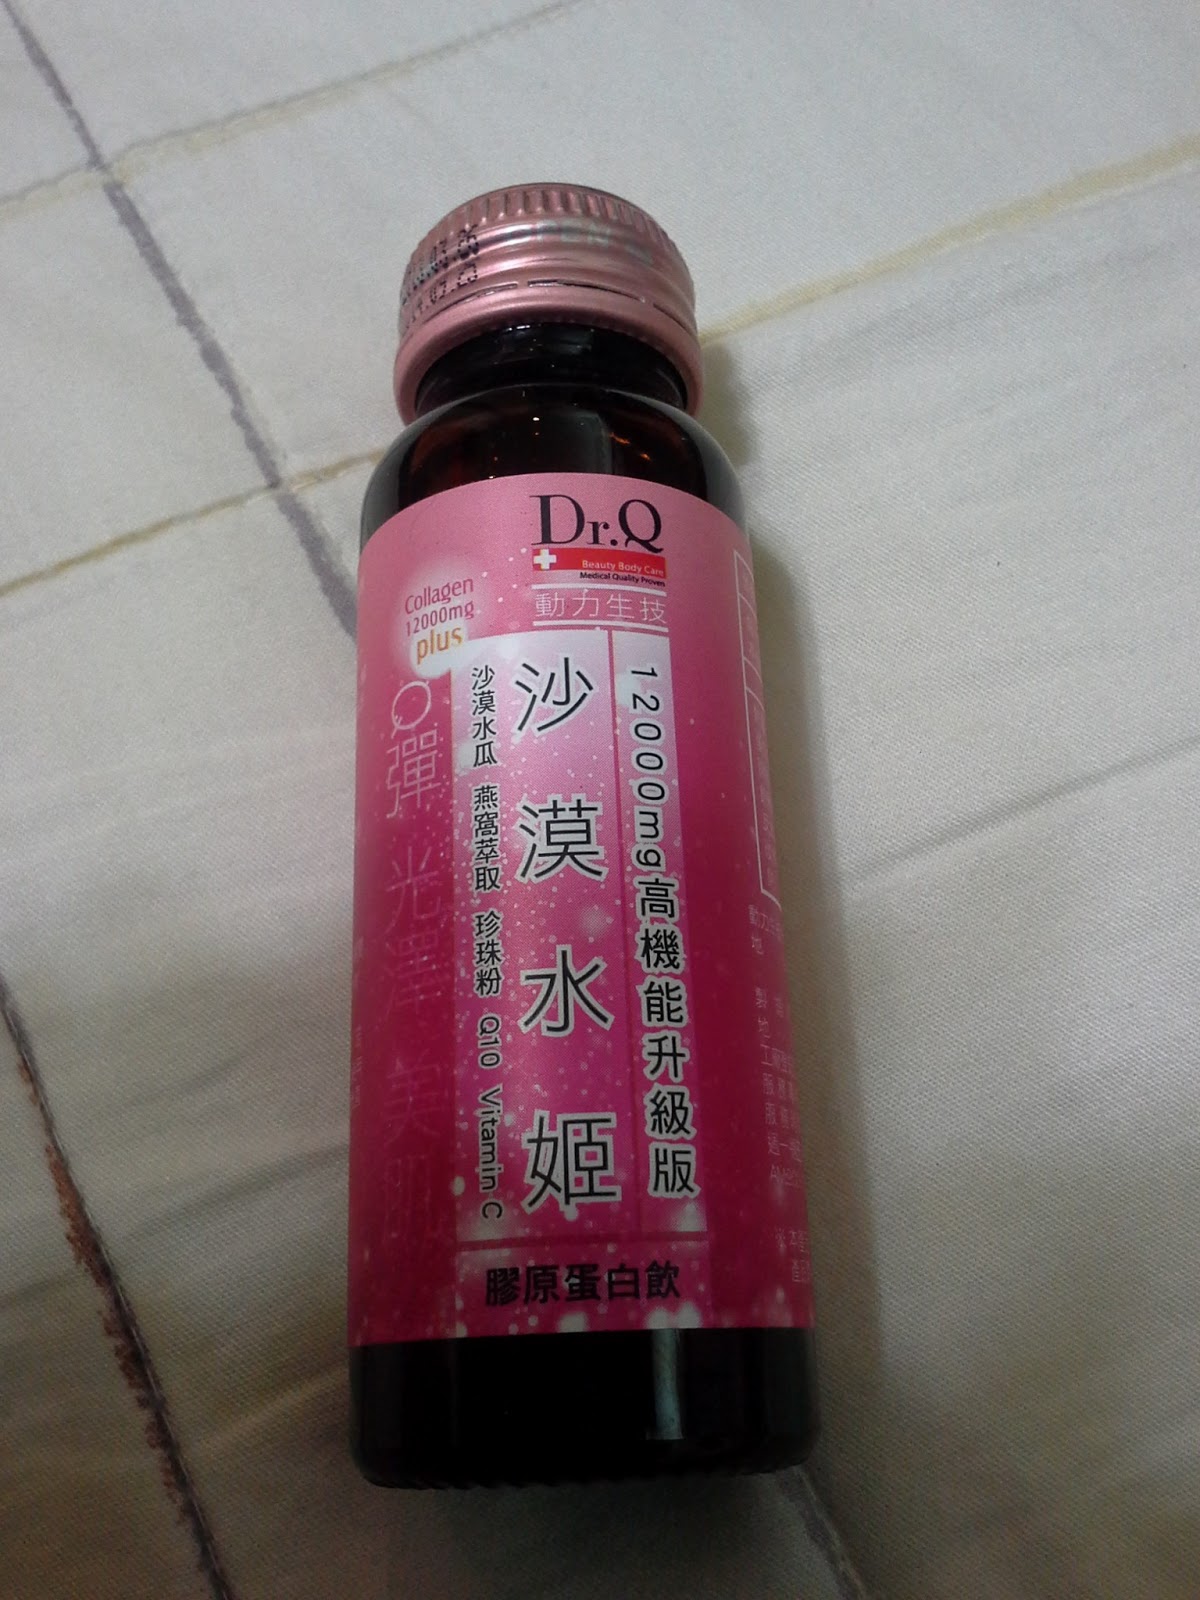 OPEN
Dr.Q
Beauty Body Care
Medical Quality Proven
動力生技
Collagen
12000mg
plus
12000mg高機能升級版
沙漠水姬
沙漠水瓜 燕窩萃取 珍珠粉 Q10 Vitamin C
Q彈 光澤 美肌
膠原蛋白飲